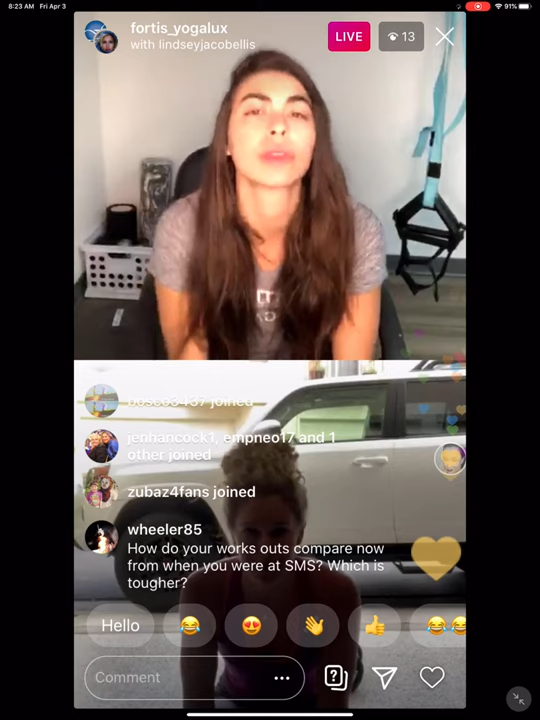 8:23 AM Fri Apr 3
91%
fortis_yogalux
with lindseyjacobellis
LIVE
13
joined
jenhancock1, empneo17 and 1
other joined
zubaz4fans joined
wheeler85
How do your works outs compare now
from when you were at SMS? Which is
tougher?
Hello
Comment